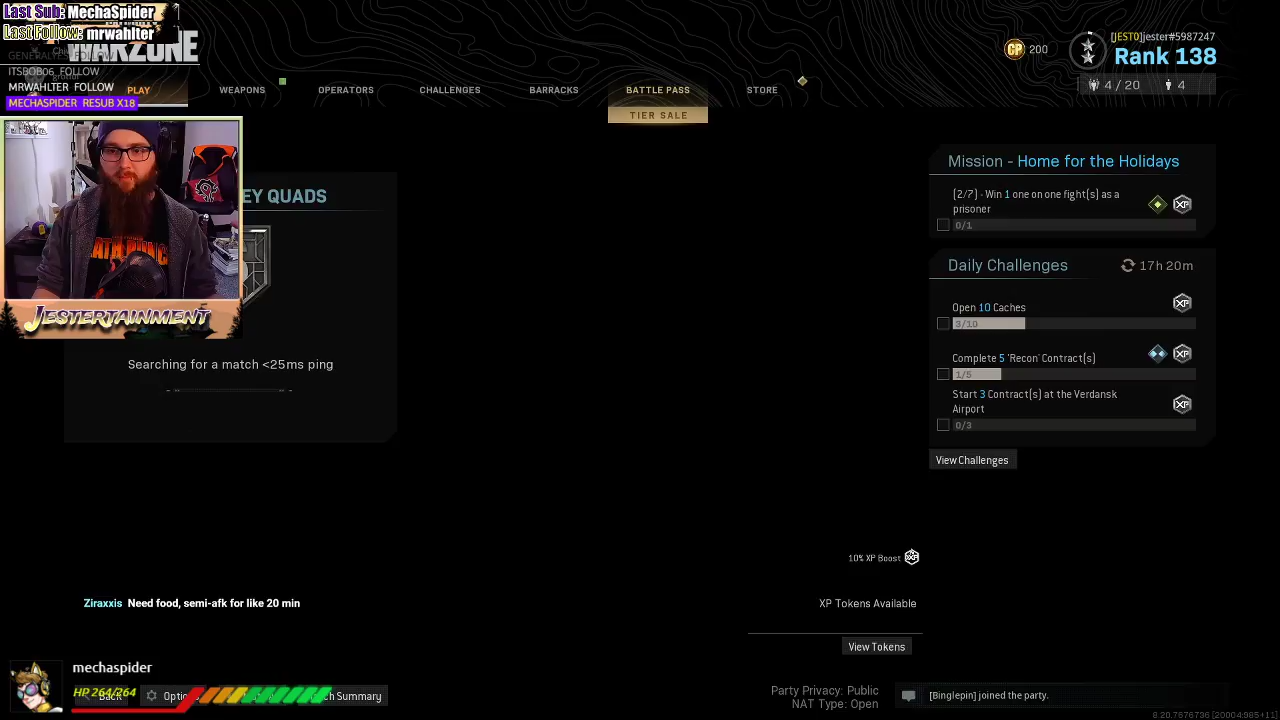 Last Sub: MechaSpider
Last Follow: mrwahlter
WARZONE
ITSBOB06 FOLLOW
MRWAHLTER FOLLOW
MECHASPIDER RESUB X18
PLAY
WEAPONS
OPERATORS
CHALLENGES
BARRACKS
BATTLE PASS
TIER SALE
STORE
CP 200
[JESTO]jester#5987247
Rank 138
4 / 20
4
EY QUADS
JESTERTAINMENT
Searching for a match <25ms ping
Mission - Home for the Holidays
(2/7) - Win 1 one on one fight(s) as a
prisoner
XP
0/1
Daily Challenges
17h 20m
Open 10 Caches
XP
3/10
Complete 5 'Recon' Contract(s)
XP
1/5
Start 3 Contract(s) at the Verdansk
Airport
XP
0/3
View Challenges
10% XP Boost
XP Tokens Available
View Tokens
Ziraxxis Need food, semi-afk for like 20 min
mechaspider
HP 264/264
Back
Summary
Party Privacy: Public
NAT Type: Open
[Binglepin] joined the party.